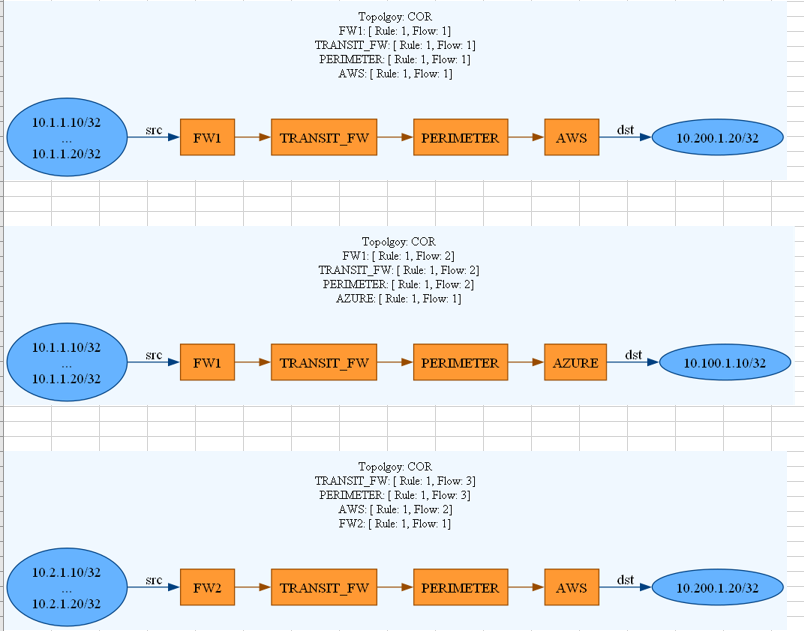 Topolgoy: COR
FW1: [ Rule: 1, Flow: 1]
TRANSIT_FW: [ Rule: 1, Flow: 1]
PERIMETER: [ Rule: 1, Flow: 1]
AWS: [ Rule: 1, Flow: 1]
10.1.1.10/32
...
10.1.1.20/32
src
FW1
TRANSIT_FW
PERIMETER
AWS
dst
10.200.1.20/32
Topolgoy: COR
FW1: [ Rule: 1, Flow: 2]
TRANSIT_FW: [ Rule: 1, Flow: 2]
PERIMETER: [ Rule: 1, Flow: 2]
AZURE: [ Rule: 1, Flow: 1]
10.1.1.10/32
...
10.1.1.20/32
src
FW1
TRANSIT_FW
PERIMETER
AZURE
dst
10.100.1.10/32
Topolgoy: COR
TRANSIT_FW: [ Rule: 1, Flow: 3]
PERIMETER: [ Rule: 1, Flow: 3]
AWS: [ Rule: 1, Flow: 2]
FW2: [ Rule: 1, Flow: 1]
10.2.1.10/32
...
10.2.1.20/32
src
FW2
TRANSIT_FW
PERIMETER
AWS
dst
10.200.1.20/32